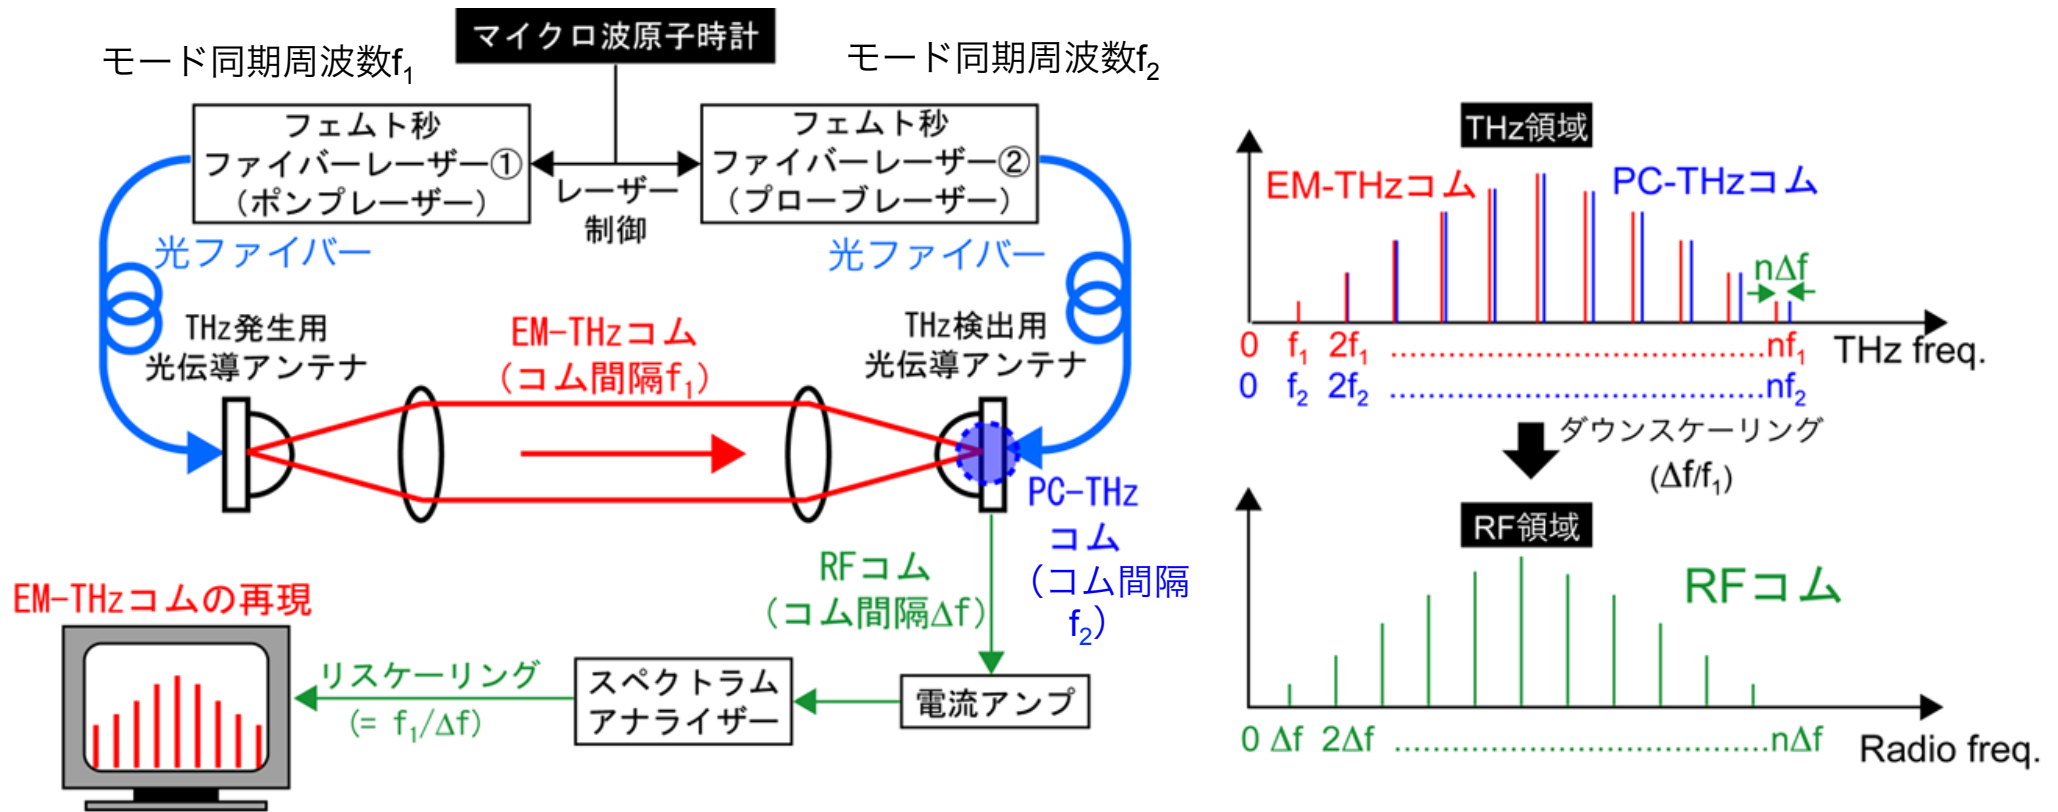 マイクロ波原子時計
モード同期周波数f₁
モード同期周波数f₂
フェムト秒
ファイバーレーザー①
(ポンプレーザー)
レーザー
制御
フェムト秒
ファイバーレーザー②
(プローブレーザー)
光ファイバー
光ファイバー
THz発生用
光伝導アンテナ
EM-THzコム
(コム間隔f₁)
THz検出用
光伝導アンテナ
PC-THz
コム
(コム間隔
f₂)
RFコム
(コム間隔Δf)
電流アンプ
スペクトラム
アナライザー
リスケーリング
(= f₁/Δf)
EM-THzコムの再現
THz領域
EM-THzコム
PC-THzコム
nΔf
0 f₁ 2f₁ ..................................nf₁
THz freq.
0 f₂ 2f₂ ..................................nf₂
ダウンスケーリング
(Δf/f₁)
RF領域
RFコム
0 Δf 2Δf ..................................nΔf
Radio freq.